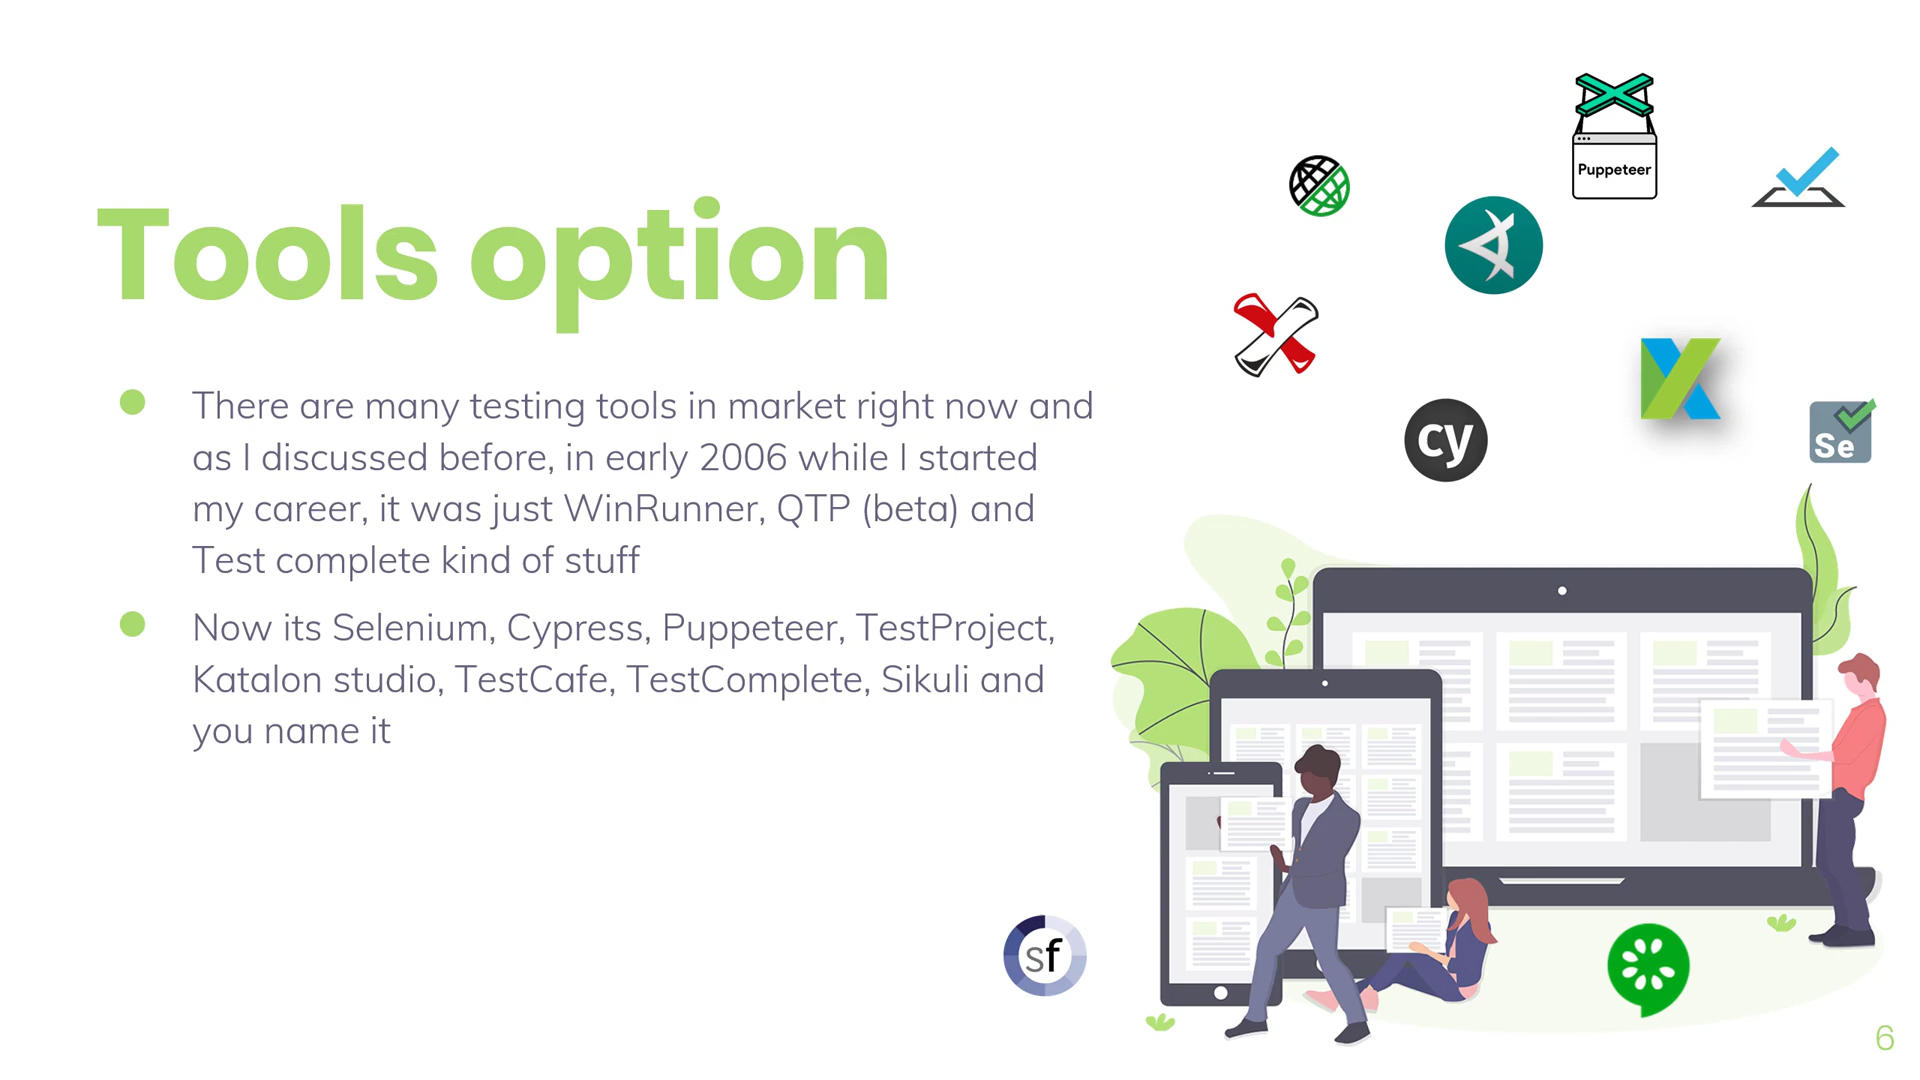 Tools option
There are many testing tools in market right now and
as I discussed before, in early 2006 while I started
my career, it was just WinRunner, QTP (beta) and
Test complete kind of stuff
Now its Selenium, Cypress, Puppeteer, TestProject,
Katalon studio, TestCafe, TestComplete, Sikuli and
you name it
Puppeteer
cy
Se
sf
6